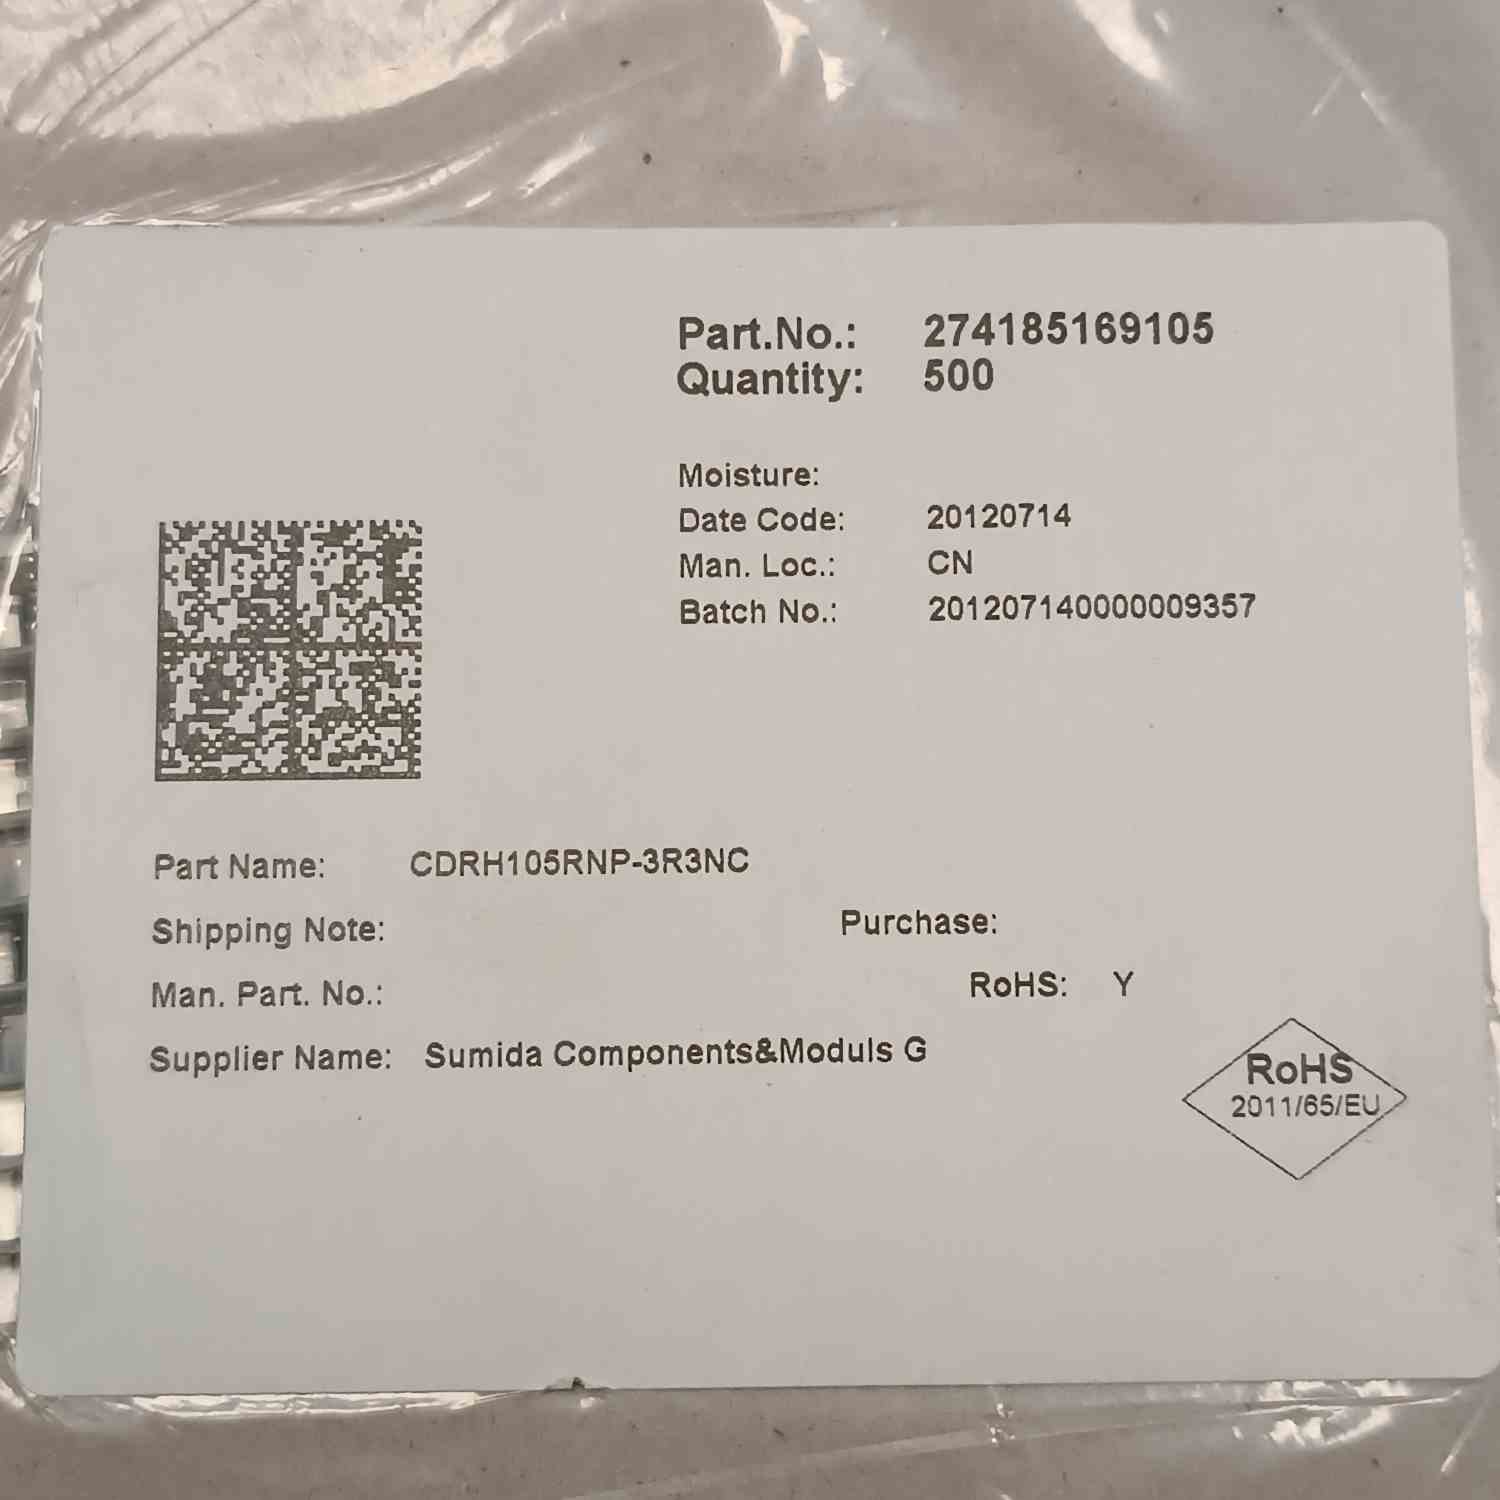 Part.No.: 274185169105
Quantity: 500
Moisture:
Date Code: 20120714
Man. Loc.: CN
Batch No.: 201207140000009357
Part Name: CDRH105RNP-3R3NC
Shipping Note:
Purchase:
Man. Part. No.:
RoHS: Y
Supplier Name: Sumida Components&Moduls G
RoHS
2011/65/EU